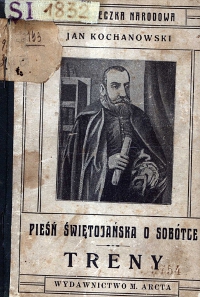 SI 1832
ECZKA NARODOWA
JAN KOCHANOWSKI
PIEŚŃ ŚWIĘTOJAŃSKA O SOBÓTCE
TRENY
WYDAWNICTWO M. ARCTA